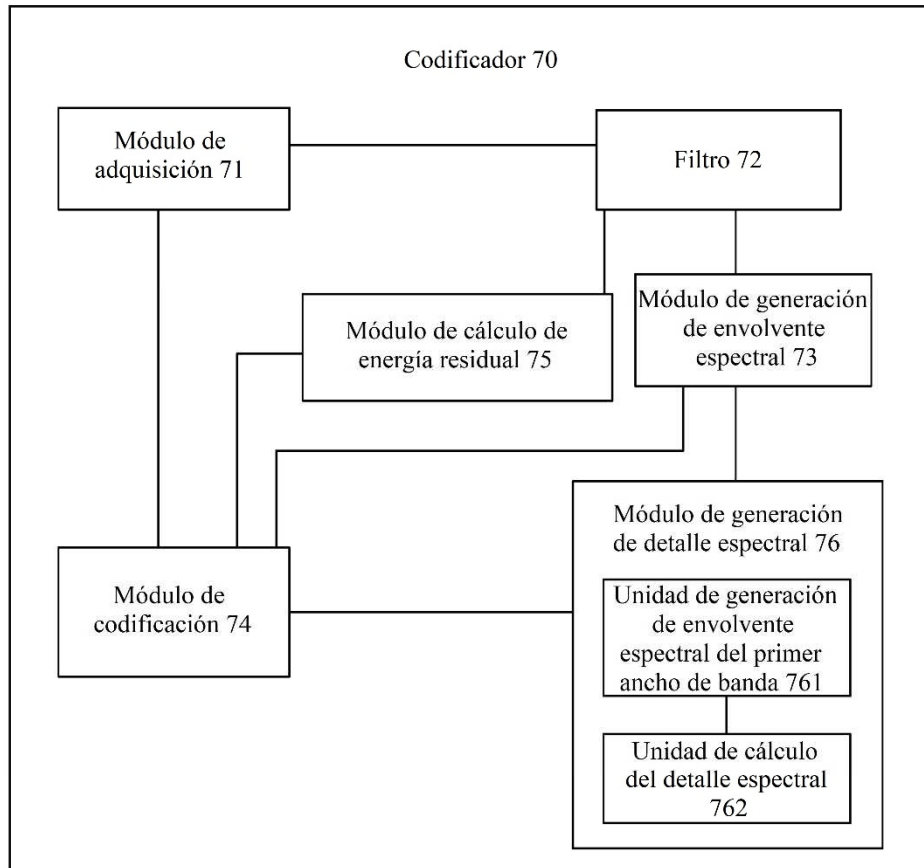 Codificador 70
Módulo de
adquisición 71
Filtro 72
Módulo de cálculo de
energía residual 75
Módulo de generación
de envolvente
espectral 73
Módulo de
codificación 74
Módulo de generación
de detalle espectral 76
Unidad de generación
de envolvente
espectral del primer
ancho de banda 761
Unidad de cálculo
del detalle espectral
762